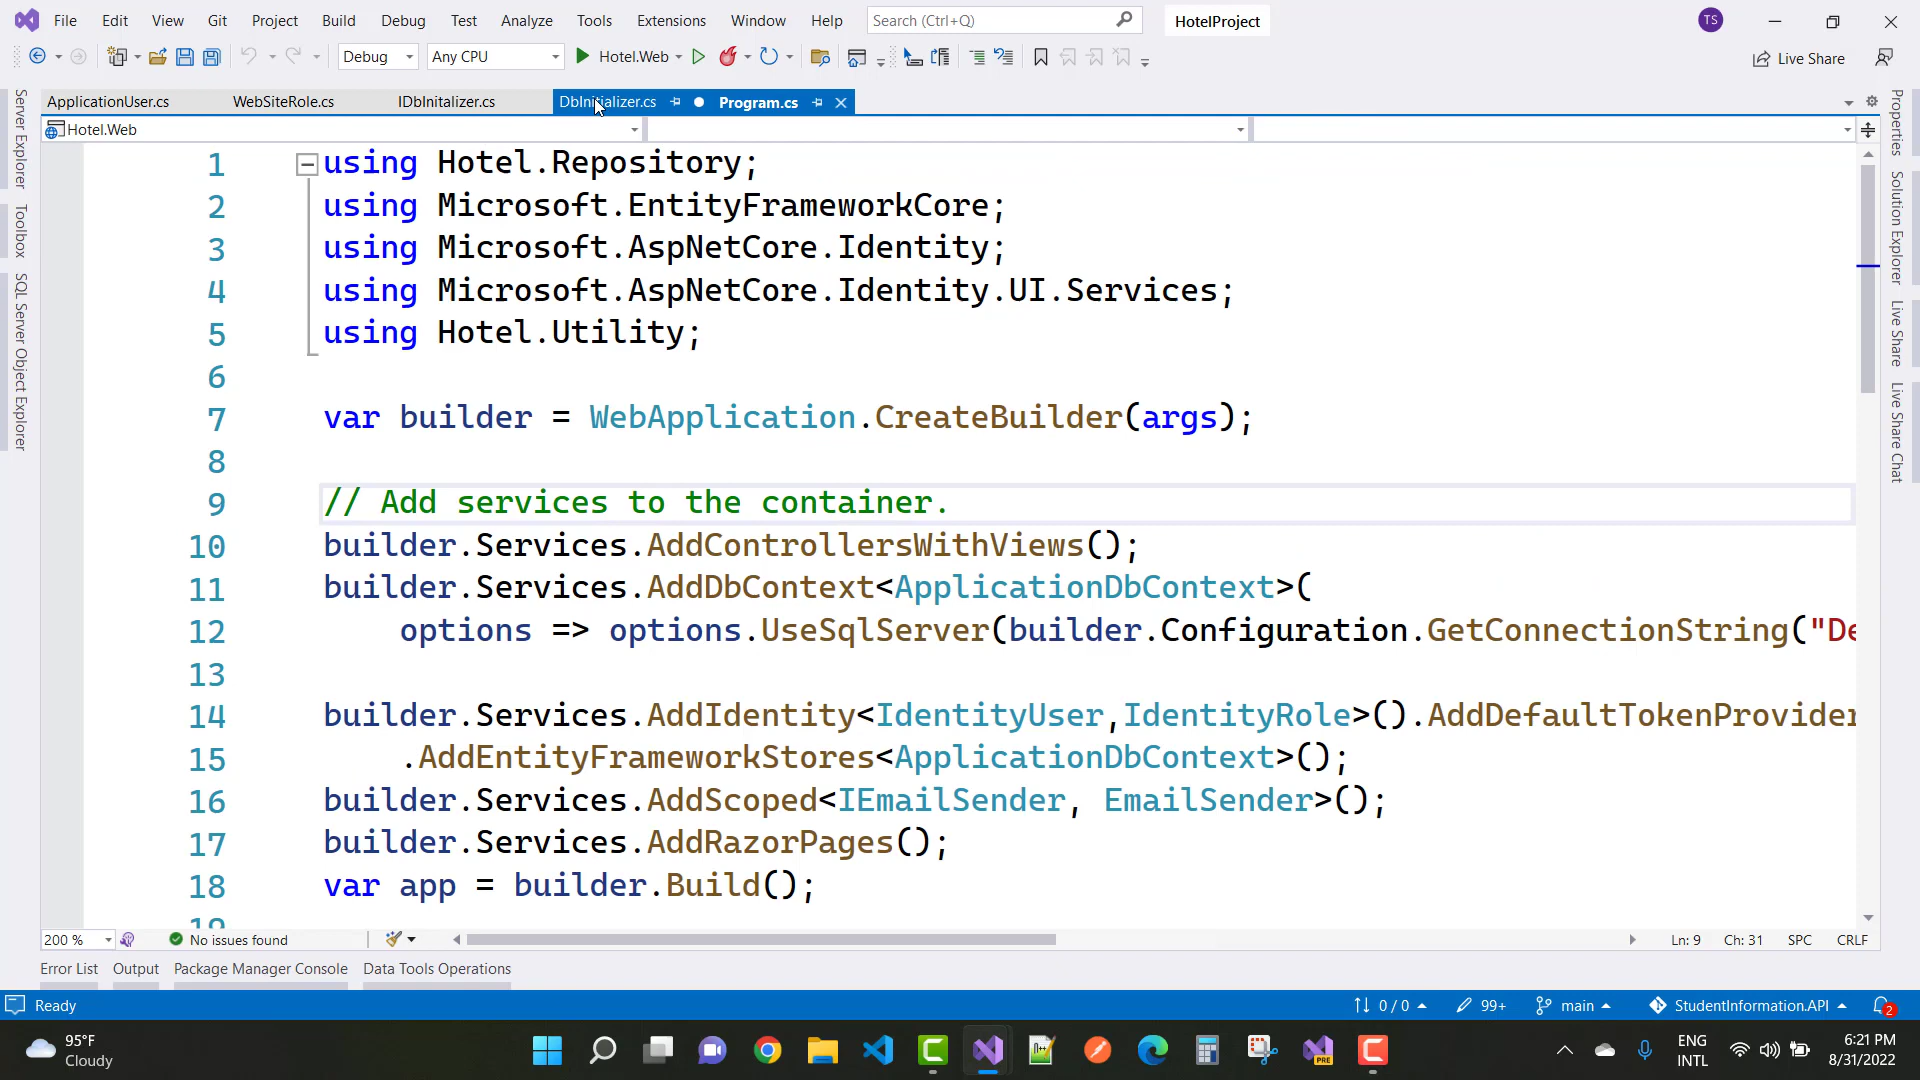 File Edit View Git Project Build Debug Test Analyze Tools Extensions Window Help Search (Ctrl+Q) HotelProject TS
Debug Any CPU Hotel.Web Live Share
ApplicationUser.cs WebSiteRole.cs IDbInitalizer.cs DbInitializer.cs Program.cs
Hotel.Web
Server Explorer
Toolbox
SQL Server Object Explorer
1 using Hotel.Repository;
2 using Microsoft.EntityFrameworkCore;
3 using Microsoft.AspNetCore.Identity;
4 using Microsoft.AspNetCore.Identity.UI.Services;
5 using Hotel.Utility;
6
7 var builder = WebApplication.CreateBuilder(args);
8
9 // Add services to the container.
10 builder.Services.AddControllersWithViews();
11 builder.Services.AddDbContext<ApplicationDbContext>(
12 options => options.UseSqlServer(builder.Configuration.GetConnectionString("De
13
14 builder.Services.AddIdentity<IdentityUser,IdentityRole>().AddDefaultTokenProvider
15 .AddEntityFrameworkStores<ApplicationDbContext>();
16 builder.Services.AddScoped<IEmailSender, EmailSender>();
17 builder.Services.AddRazorPages();
18 var app = builder.Build();
19
Properties
Solution Explorer
Live Share
Live Share Chat
200 % No issues found Ln: 9 Ch: 31 SPC CRLF
Error List Output Package Manager Console Data Tools Operations
Ready 0 / 0 99+ main StudentInformation.API 2
95°F
Cloudy
PRE
ENG
INTL
6:21 PM
8/31/2022